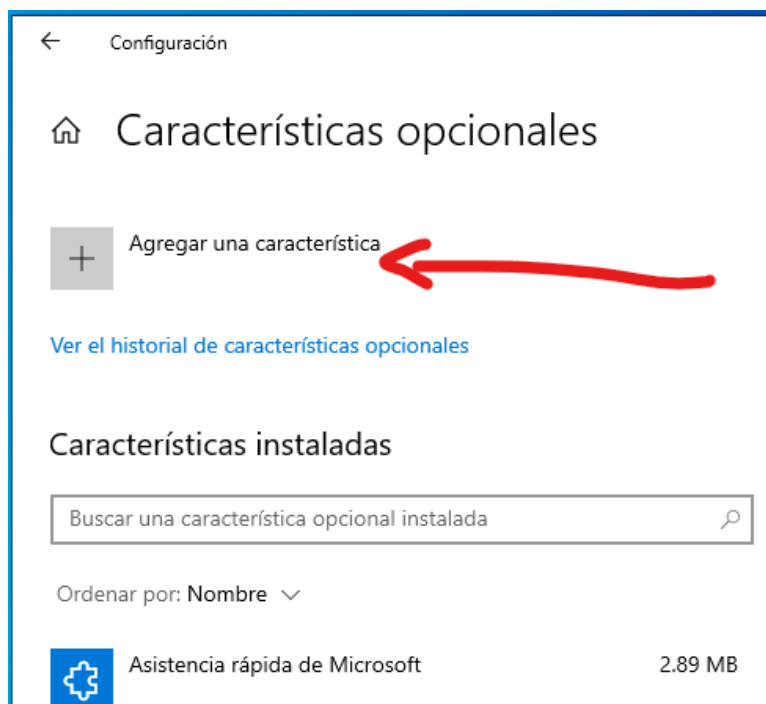 Configuración
Características opcionales
Agregar una característica
Ver el historial de características opcionales
Características instaladas
Buscar una característica opcional instalada
Ordenar por: Nombre
Asistencia rápida de Microsoft 2.89 MB